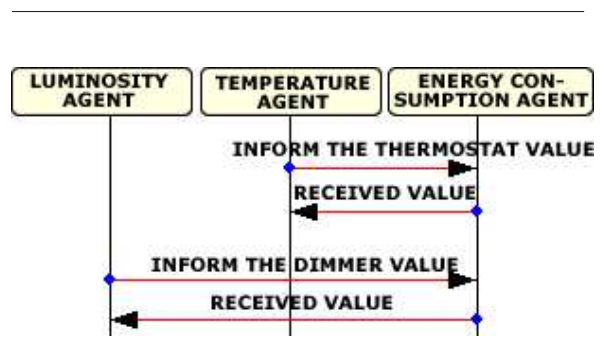 LUMINOSITY
AGENT
TEMPERATURE
AGENT
ENERGY CON-
SUMPTION AGENT
INFORM THE THERMOSTAT VALUE
RECEIVED VALUE
INFORM THE DIMMER VALUE
RECEIVED VALUE